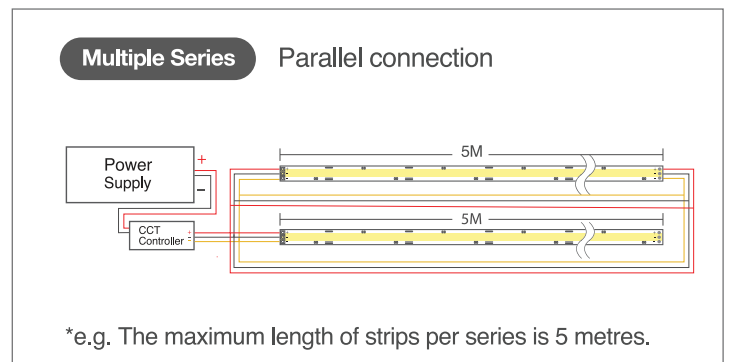 Multiple Series Parallel connection
5M
Power
Supply
+
–
5M
CCT
Controller
+
-
-
*e.g. The maximum length of strips per series is 5 metres.